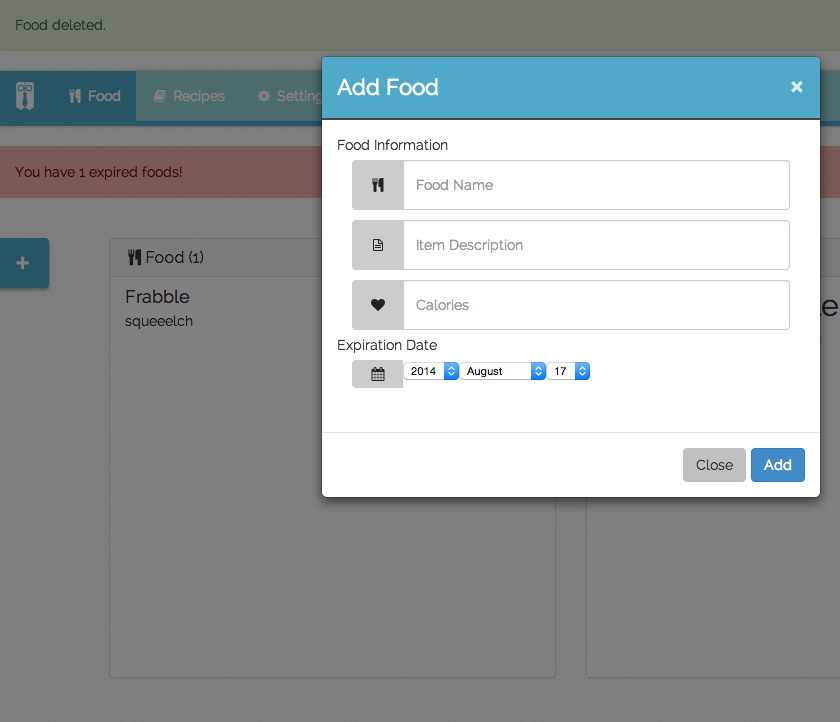 Food deleted.
Food Recipes
Add Food ×
You have 1 expired foods!
Food Information
Food Name
Item Description
Calories
Expiration Date
2014 August 17
Close Add
+
Food (1)
Frabble
squeeelch